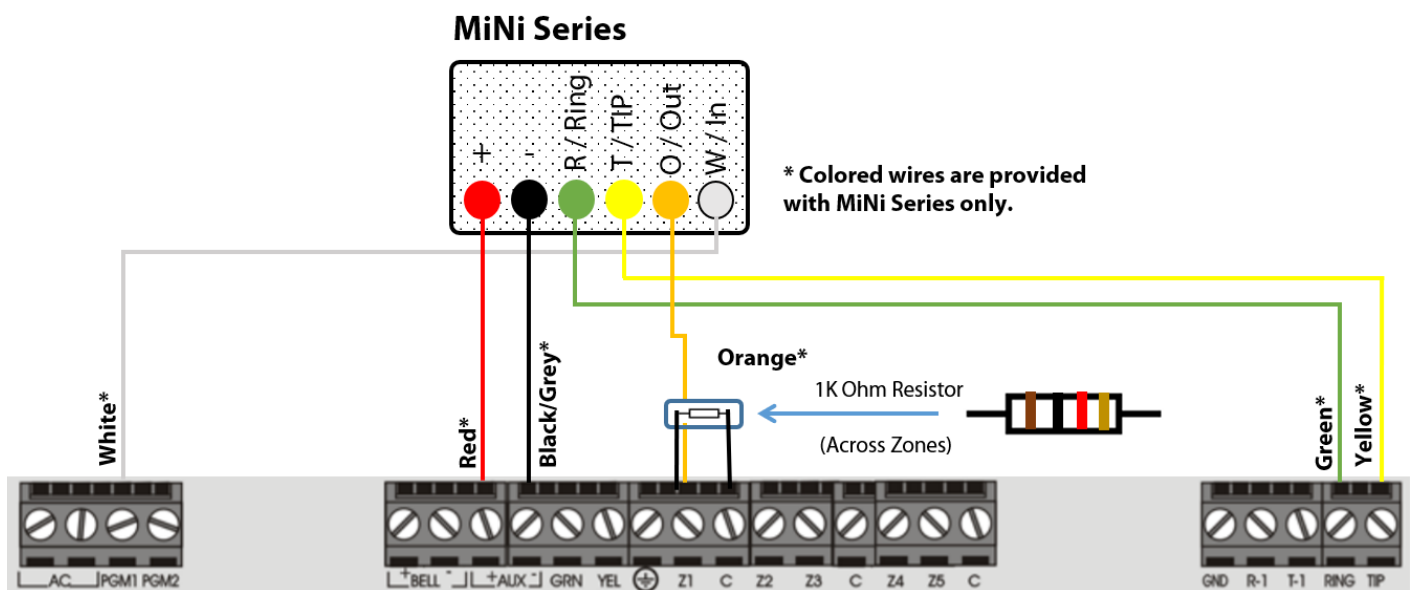 MiNi Series
+
-
R / Ring
T / TIP
O / Out
W / In
* Colored wires are provided
with MiNi Series only.
White*
Red*
Black/Grey*
Orange*
1K Ohm Resistor
(Across Zones)
Green*
Yellow*
AC PGM1 PGM2
+ BELL - + AUX - GRN YEL Z1 C Z2 Z3 C Z4 Z5 C
GND R-1 T-1 RING TIP